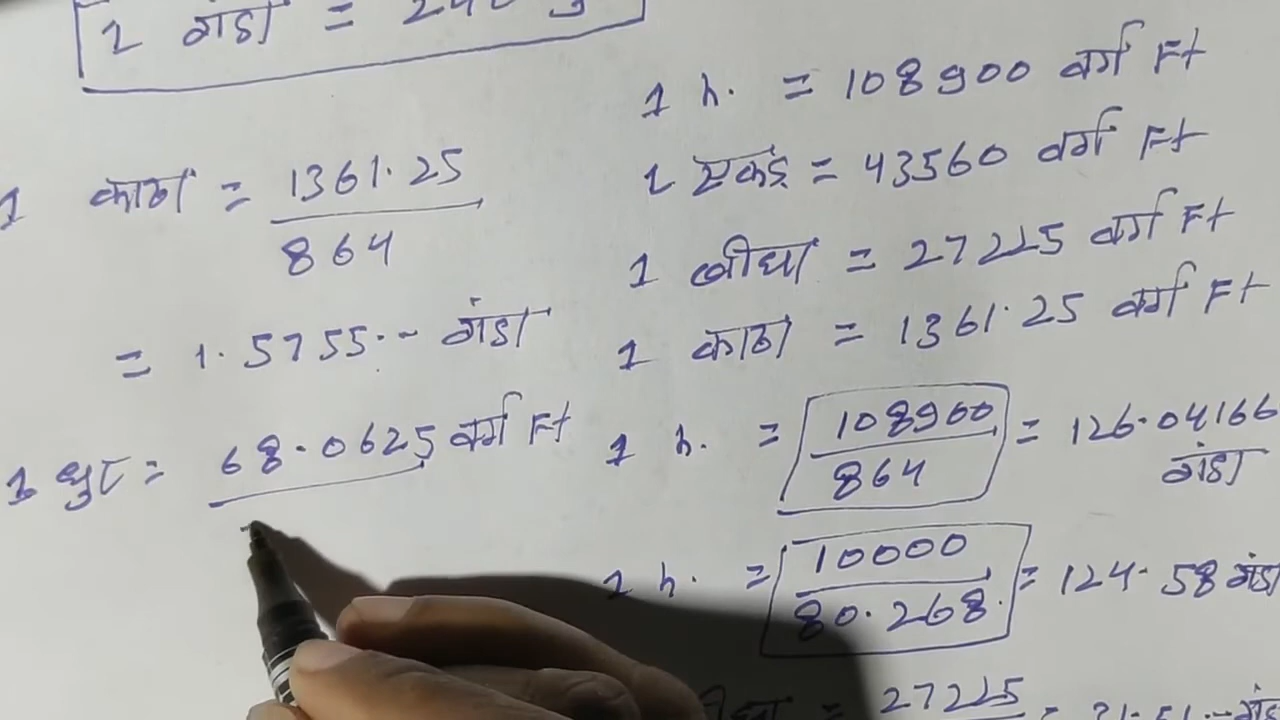 1 गंडा =
1 काठा = 1361.25
864
= 1.5755.- गंडा
1 धुर = 68.0625 वर्ग Ft
1 h. = 108900 वर्ग Ft
1 एकड़ = 43560 वर्ग Ft
1 बीघा = 27225 वर्ग Ft
1 काठा = 1361.25 वर्ग Ft
1 h. = 108900 = 126.04166
864 गंडा
1 h. = 10000 = 124.58 गंडा
80.268
= 27225 =